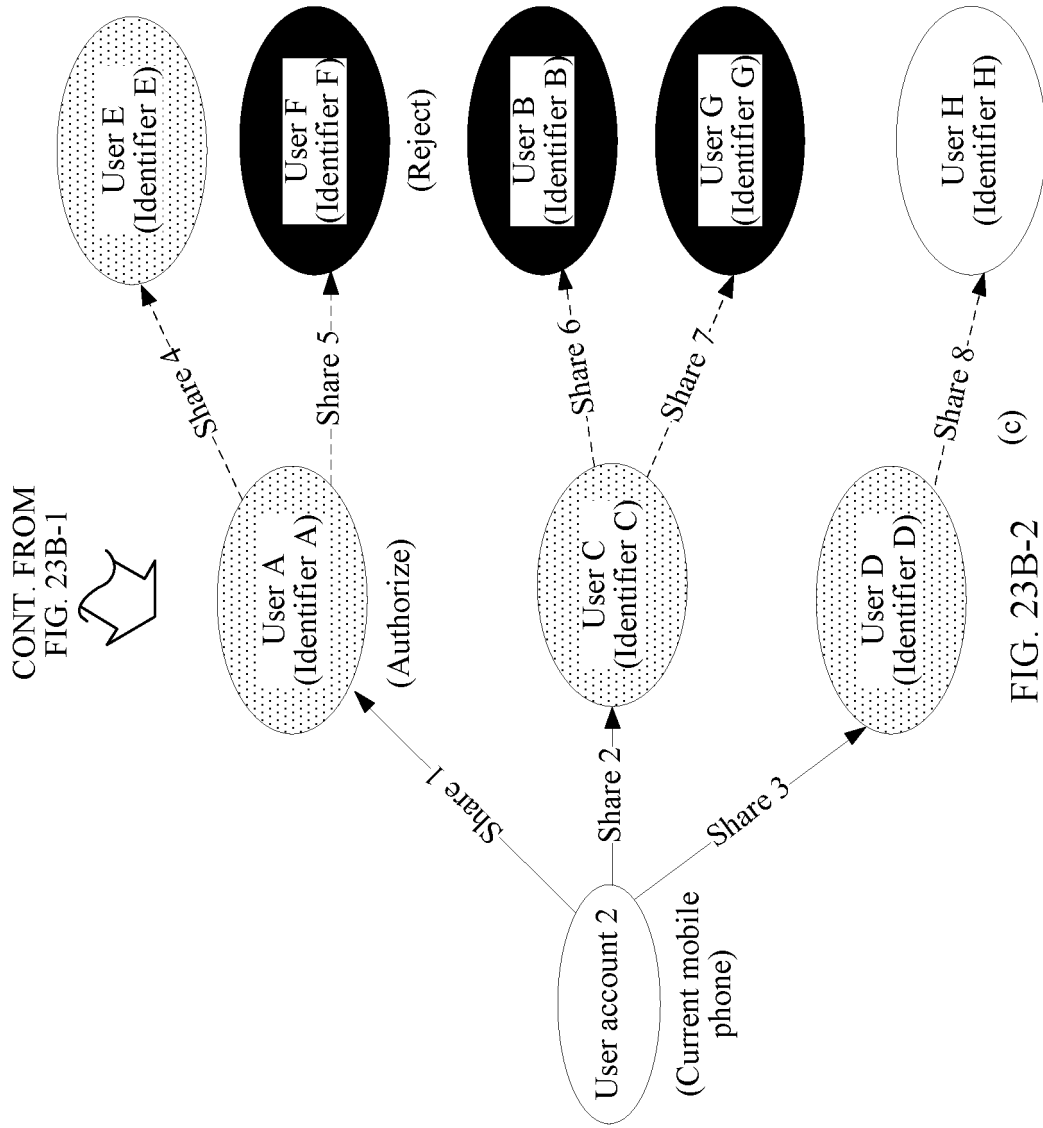 CONT. FROM
FIG. 23B-1
User account 2
(Current mobile
phone)
Share 1
Share 2
Share 3
User A
(Identifier A)
(Authorize)
User C
(Identifier C)
User D
(Identifier D)
Share 4
Share 5
Share 6
Share 7
Share 8
User E
(Identifier E)
User F
(Identifier F)
(Reject)
User B
(Identifier B)
User G
(Identifier G)
User H
(Identifier H)
(c)
FIG. 23B-2